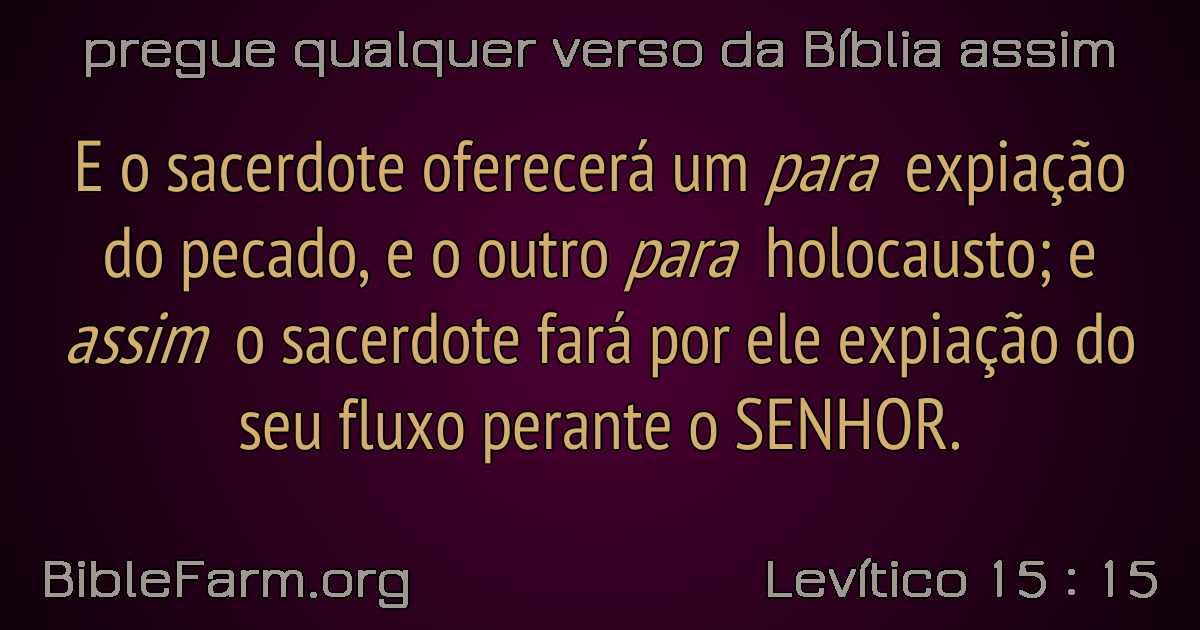 pregue qualquer verso da Bíblia assim
E o sacerdote oferecerá um para expiação
do pecado, e o outro para holocausto; e
assim o sacerdote fará por ele expiação do
seu fluxo perante o SENHOR.
BibleFarm.org
Levítico 15 : 15